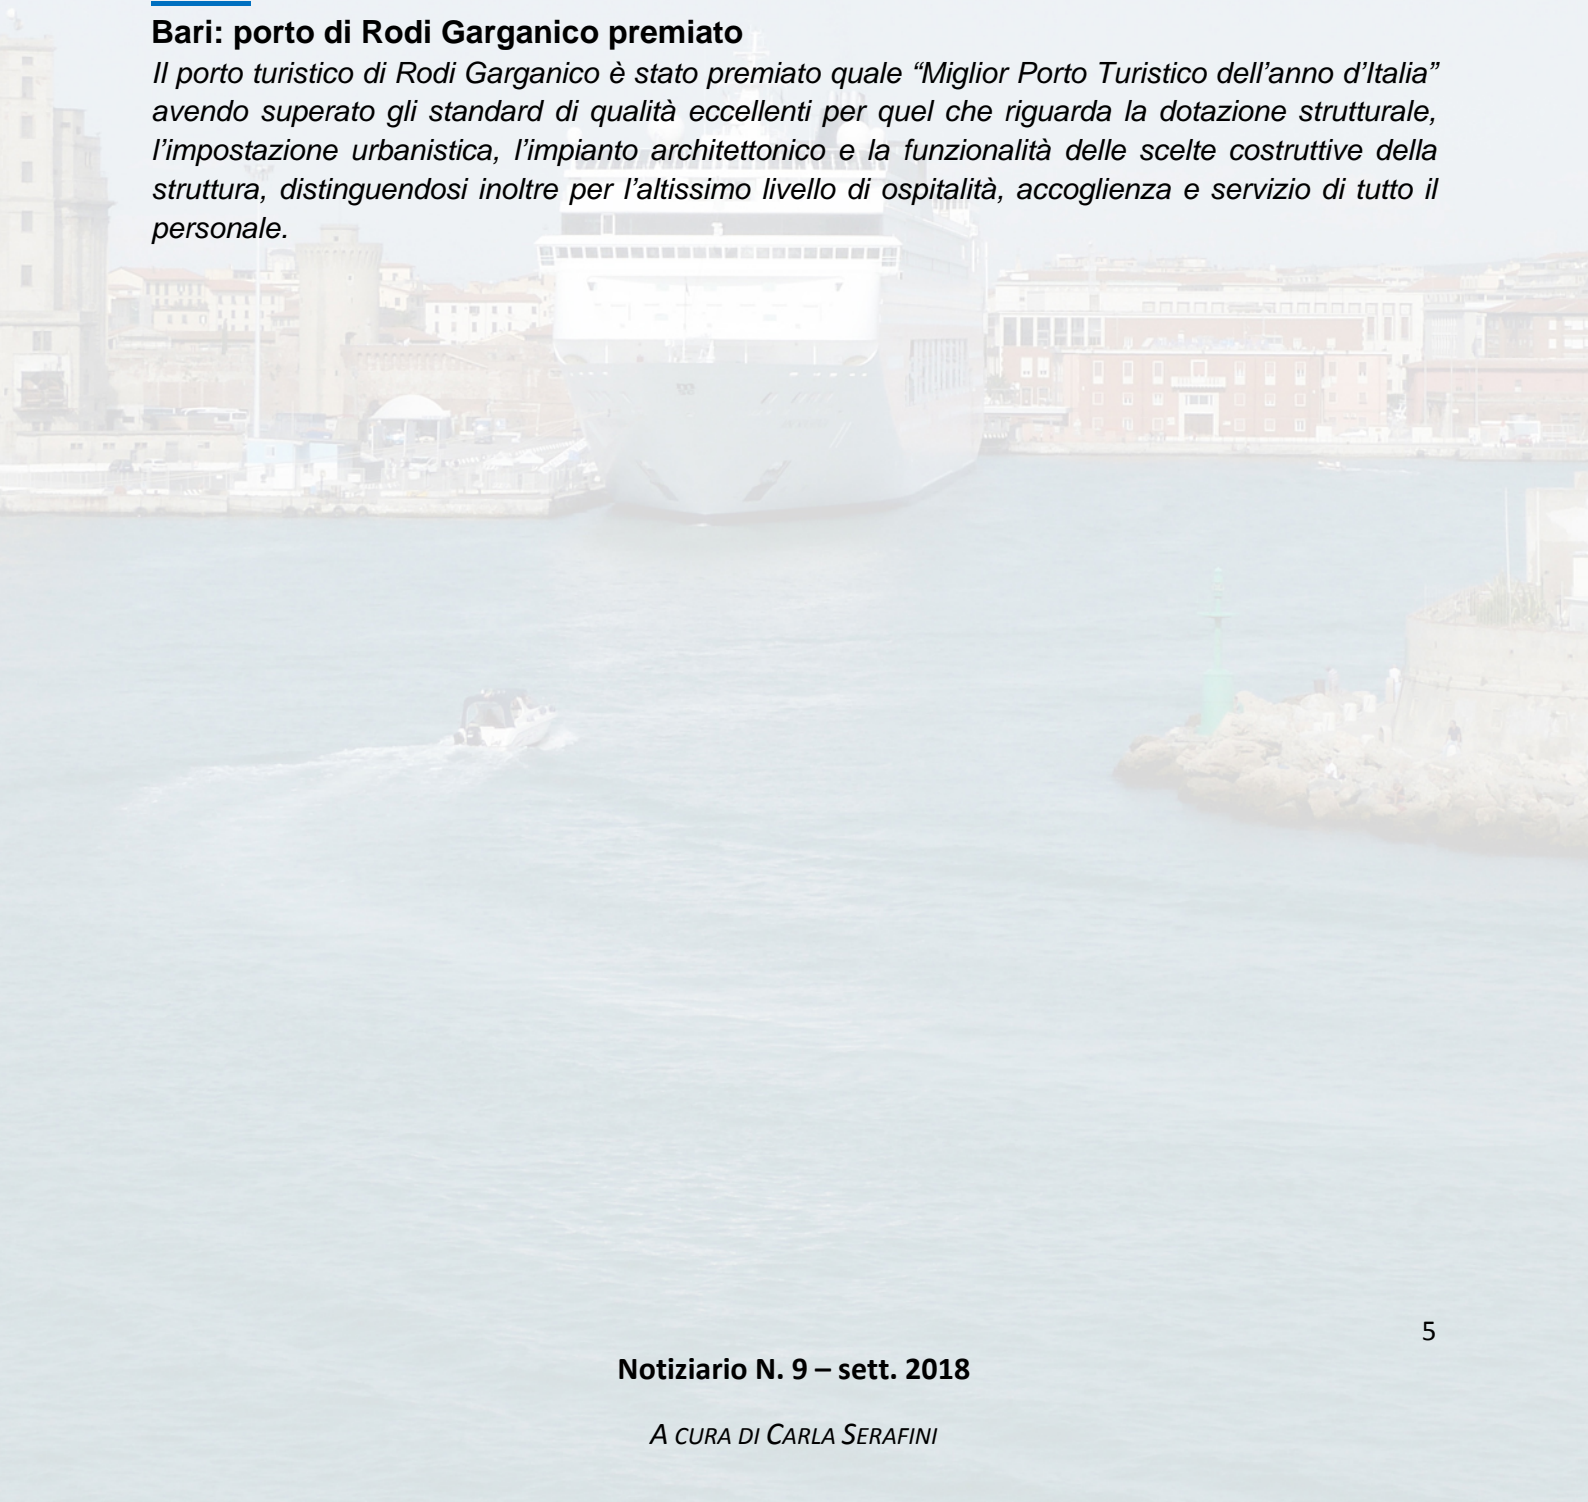 Bari: porto di Rodi Garganico premiato
Il porto turistico di Rodi Garganico è stato premiato quale “Miglior Porto Turistico dell’anno d’Italia”
avendo superato gli standard di qualità eccellenti per quel che riguarda la dotazione strutturale,
l’impostazione urbanistica, l’impianto architettonico e la funzionalità delle scelte costruttive della
struttura, distinguendosi inoltre per l’altissimo livello di ospitalità, accoglienza e servizio di tutto il
personale.
5
Notiziario N. 9 – sett. 2018
A CURA DI CARLA SERAFINI